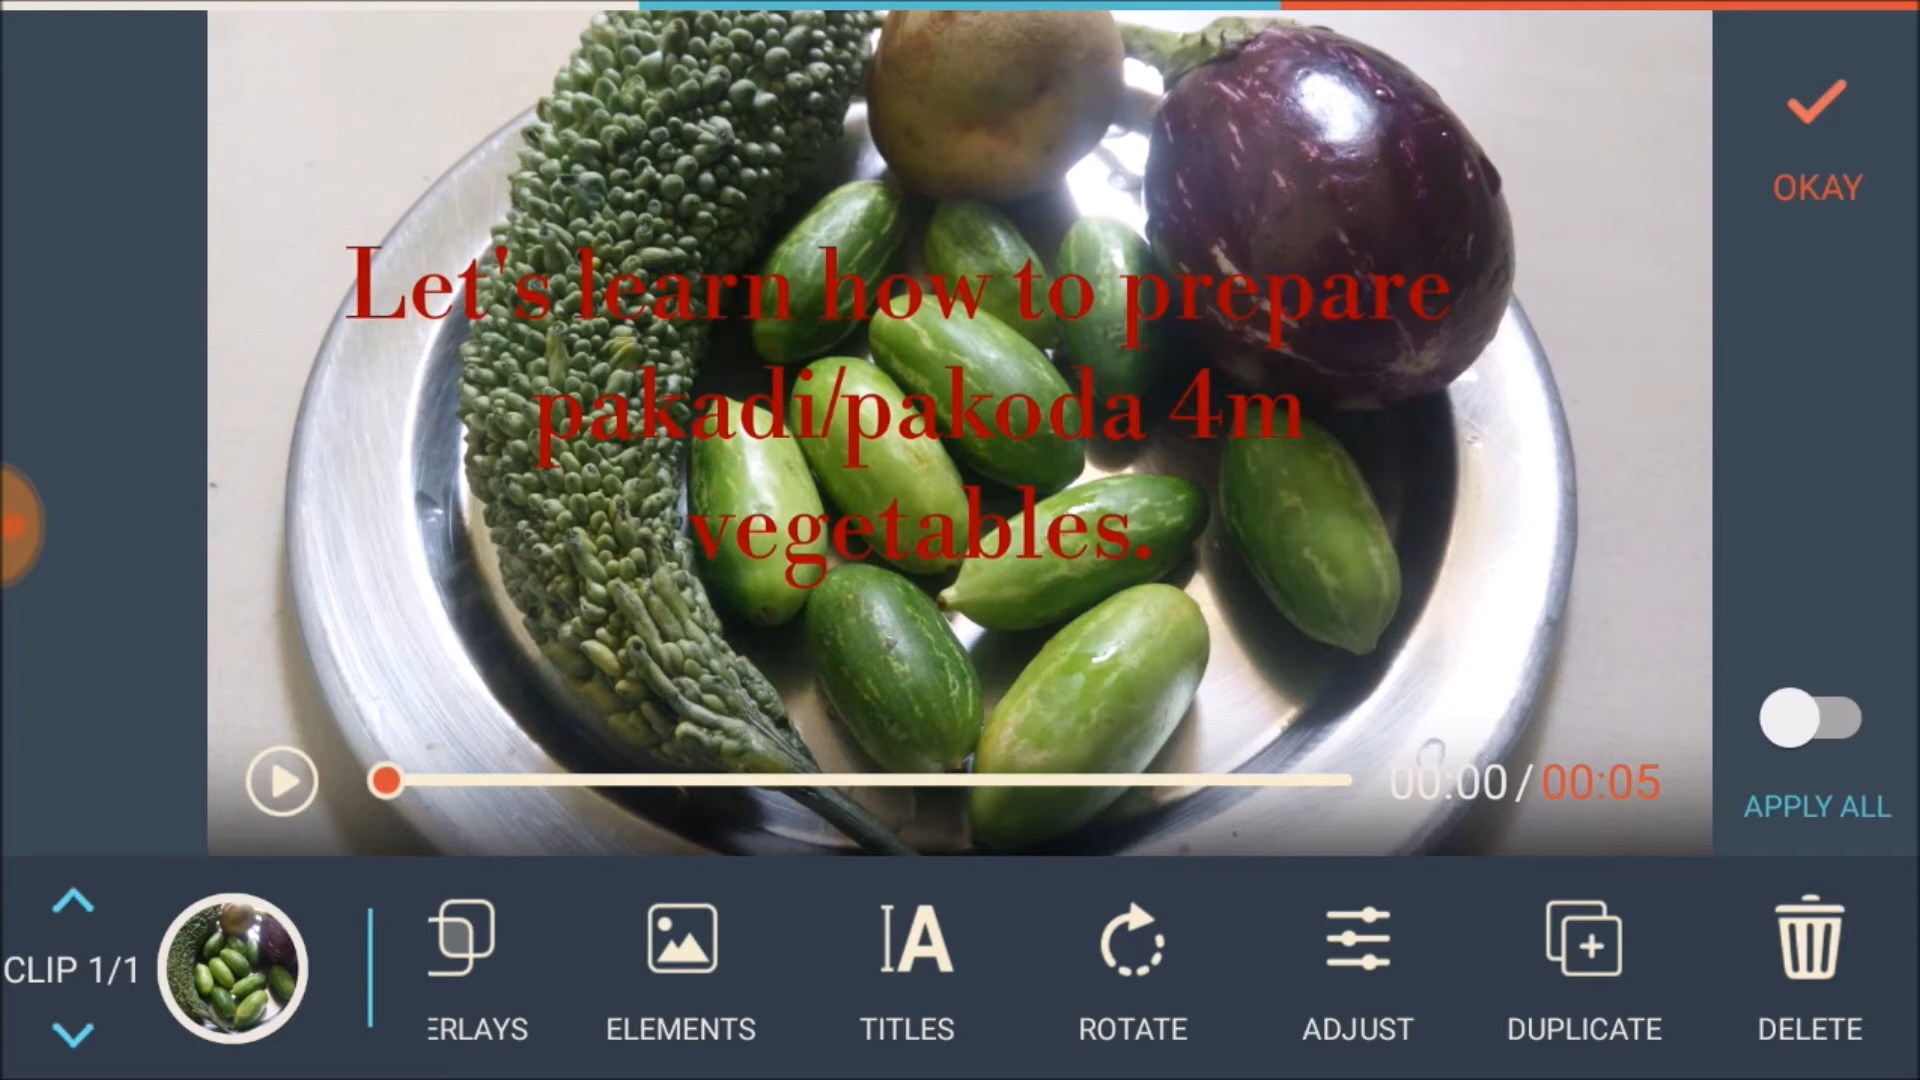 OKAY
Let's learn how to prepare
pakadi/pakoda 4m
vegetables.
00:00 / 00:05
APPLY ALL
CLIP 1/1
ERLAYS
ELEMENTS
TITLES
ROTATE
ADJUST
DUPLICATE
DELETE